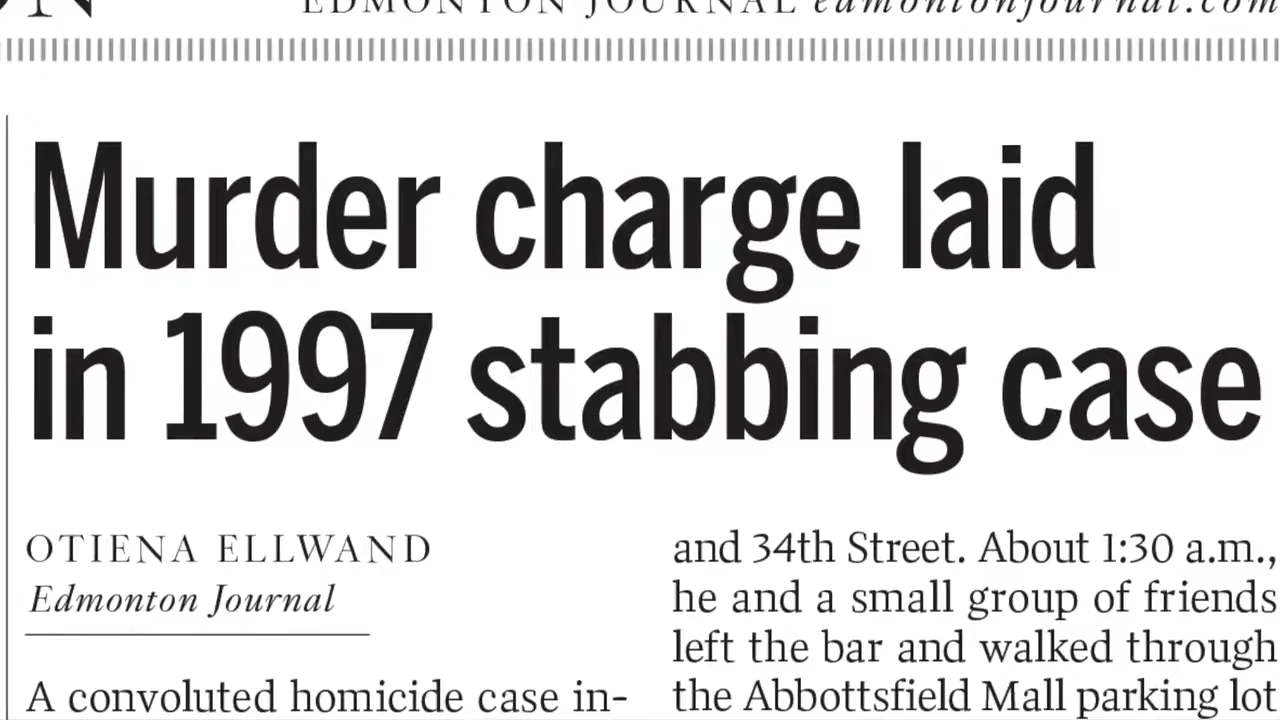 EDMONTON JOURNAL edmontonjournal.com
Murder charge laid
in 1997 stabbing case
OTIENA ELLWAND
Edmonton Journal
A convoluted homicide case in-
and 34th Street. About 1:30 a.m.,
he and a small group of friends
left the bar and walked through
the Abbottsfield Mall parking lot